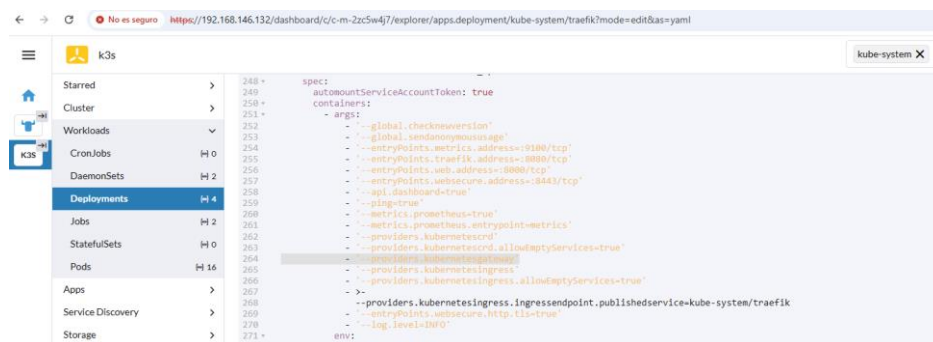 No es seguro https://192.168.146.132/dashboard/c/c-m-2zc5w4j7/explorer/apps.deployment/kube-system/traefik?mode=edit&as=yaml
k3s
kube-system X
K3S
Starred
Cluster
Workloads
CronJobs 0
DaemonSets 2
Deployments 4
Jobs 2
StatefulSets 0
Pods 16
Apps
Service Discovery
Storage
248 spec:
249 automountServiceAccountToken: true
250 containers:
251 - args:
252 - '--global.checknewversion'
253 - '--global.sendanonymoususage'
254 - '--entryPoints.metrics.address=:9100/tcp'
255 - '--entryPoints.traefik.address=:8080/tcp'
256 - '--entryPoints.web.address=:8000/tcp'
257 - '--entryPoints.websecure.address=:8443/tcp'
258 - '--api.dashboard=true'
259 - '--ping=true'
260 - '--metrics.prometheus=true'
261 - '--metrics.prometheus.entrypoint=metrics'
262 - '--providers.kubernetescrd'
263 - '--providers.kubernetescrd.allowEmptyServices=true'
264 - '--providers.kubernetesgateway'
265 - '--providers.kubernetesingress'
266 - '--providers.kubernetesingress.allowEmptyServices=true'
267 - >-
268 --providers.kubernetesingress.ingressendpoint.publishedservice=kube-system/traefik
269 - '--entryPoints.websecure.http.tls=true'
270 - '--log.level=INFO'
271 env: